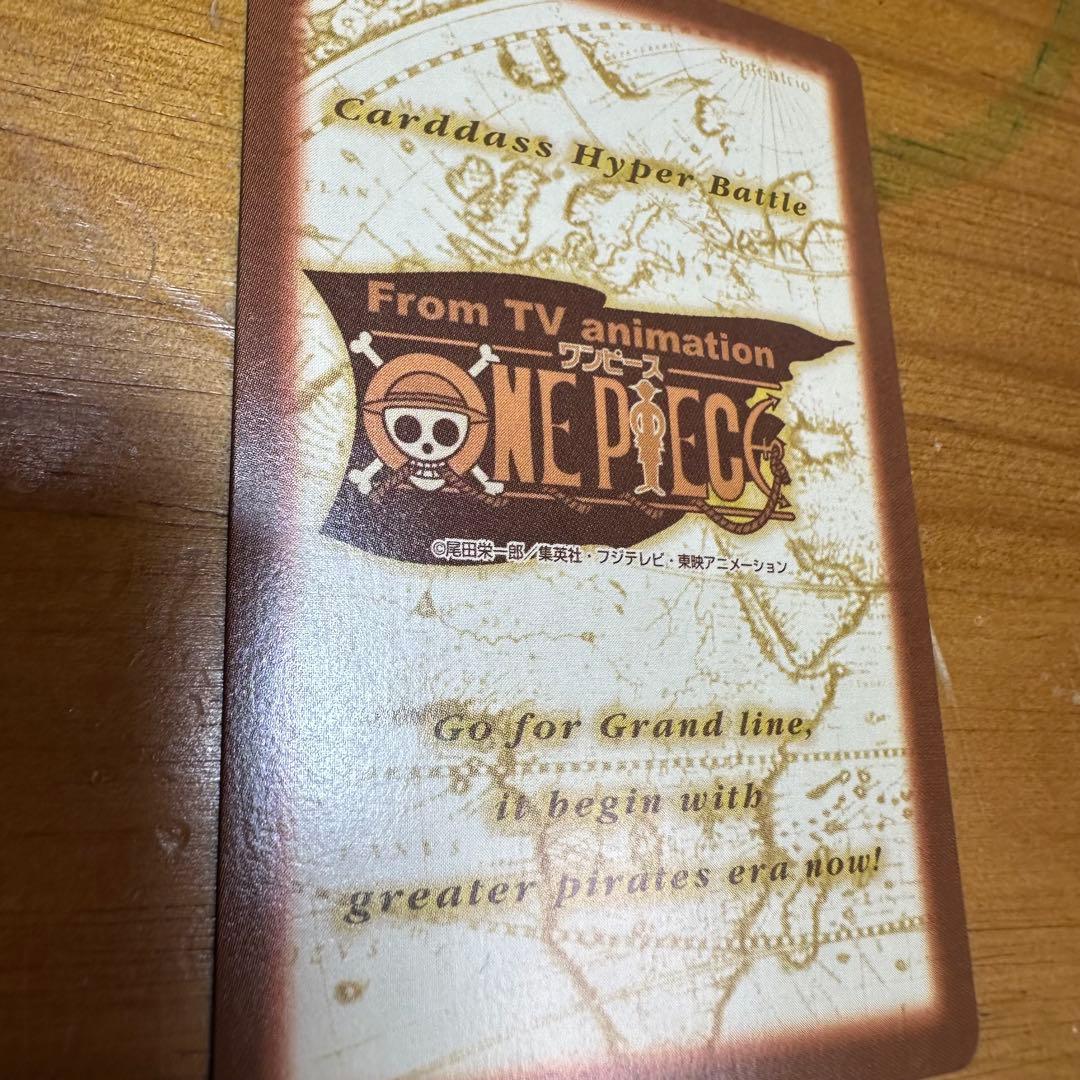 Septentrio
Carddass Hyper Battle
From TV animation
ワンピース
ONE PIECE
©尾田栄一郎／集英社・フジテレビ・東映アニメーション
Go for Grand line,
it begin with
greater pirates era now!